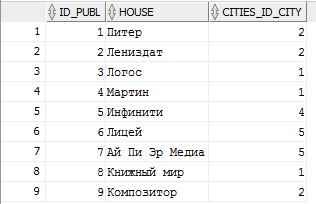 ID_PUBL HOUSE CITIES_ID_CITY
1 1 Питер 2
2 2 Лениздат 2
3 3 Логос 1
4 4 Мартин 1
5 5 Инфинити 4
6 6 Лицей 5
7 7 Ай Пи Эр Медиа 5
8 8 Книжный мир 1
9 9 Композитор 2